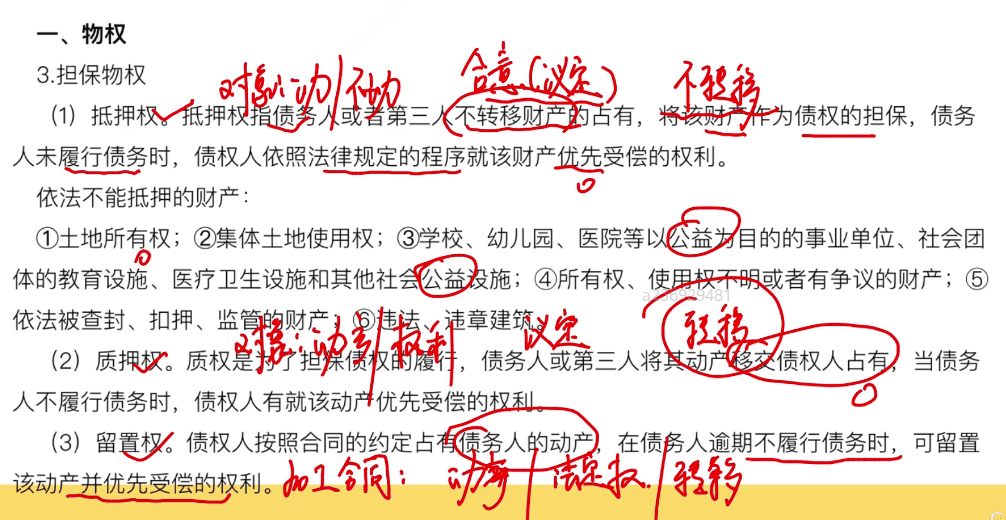 一、物权
3.担保物权
对象:动/不动 合意(议定) 不转移
(1)抵押权。抵押权指债务人或者第三人不转移财产的占有，将该财产作为债权的担保，债务
人未履行债务时，债权人依照法律规定的程序就该财产优先受偿的权利。
依法不能抵押的财产：
①土地所有权；②集体土地使用权；③学校、幼儿园、医院等以公益为目的的事业单位、社会团
体的教育设施、医疗卫生设施和其他社会公益设施；④所有权、使用权不明或者有争议的财产；⑤
依法被查封、扣押、监管的财产；⑥违法、违章建筑。
对象:动产/权利 议定 转移
(2)质押权。质权是为了担保债权的履行，债务人或第三人将其动产移交债权人占有，当债务
人不履行债务时，债权人有就该动产优先受偿的权利。
(3)留置权。债权人按照合同的约定占有债务人的动产，在债务人逾期不履行债务时，可留置
该动产并优先受偿的权利。
加工合同: 动产/法定权/转移